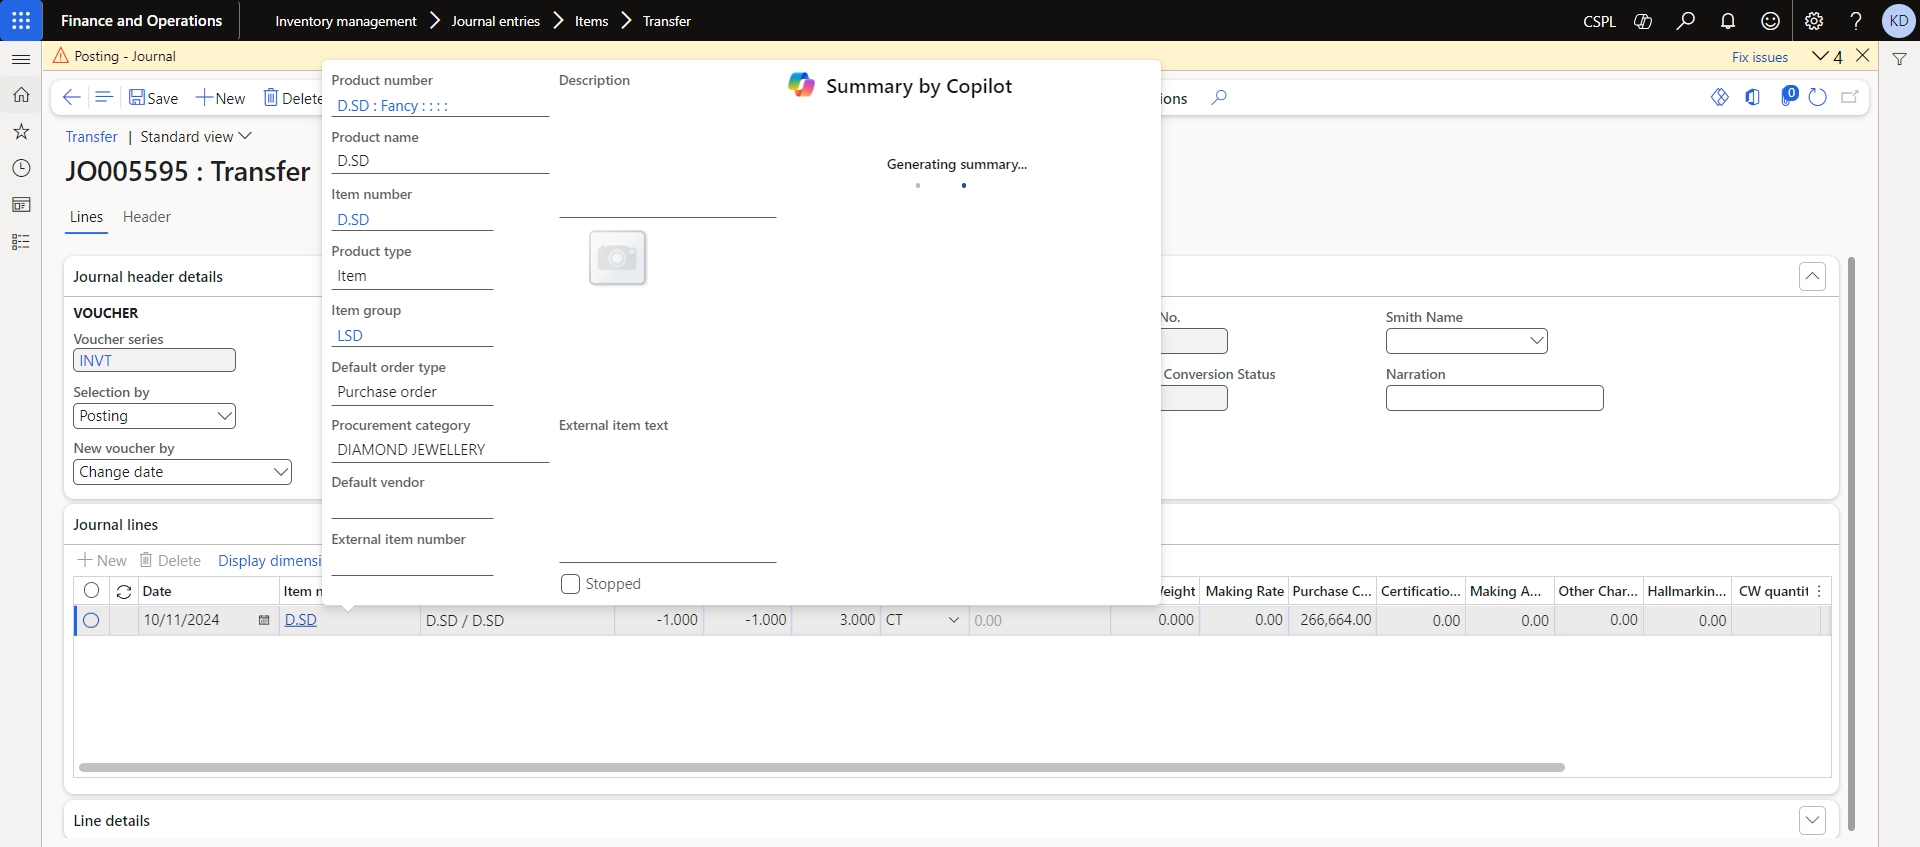 Finance and Operations
Inventory management > Journal entries > Items > Transfer
CSPL
KD
Posting - Journal
Fix issues
4
Save
New
Delete
ions
0
Transfer | Standard view
JO005595 : Transfer
Lines
Header
Product number
D.SD : Fancy : : : :
Product name
D.SD
Item number
D.SD
Product type
Item
Item group
LSD
Default order type
Purchase order
Procurement category
DIAMOND JEWELLERY
Default vendor
External item number
Description
External item text
Stopped
Summary by Copilot
Generating summary...
Journal header details
VOUCHER
Voucher series
INVT
Selection by
Posting
New voucher by
Change date
No.
Conversion Status
Smith Name
Narration
Journal lines
New
Delete
Display dimensi
Date
Item n
eight
Making Rate
Purchase C...
Certificatio...
Making A...
Other Char...
Hallmarkin...
CW quantit
10/11/2024
D.SD
D.SD / D.SD
-1.000
-1.000
3.000
CT
0.00
0.000
0.00
266,664.00
0.00
0.00
0.00
0.00
Line details